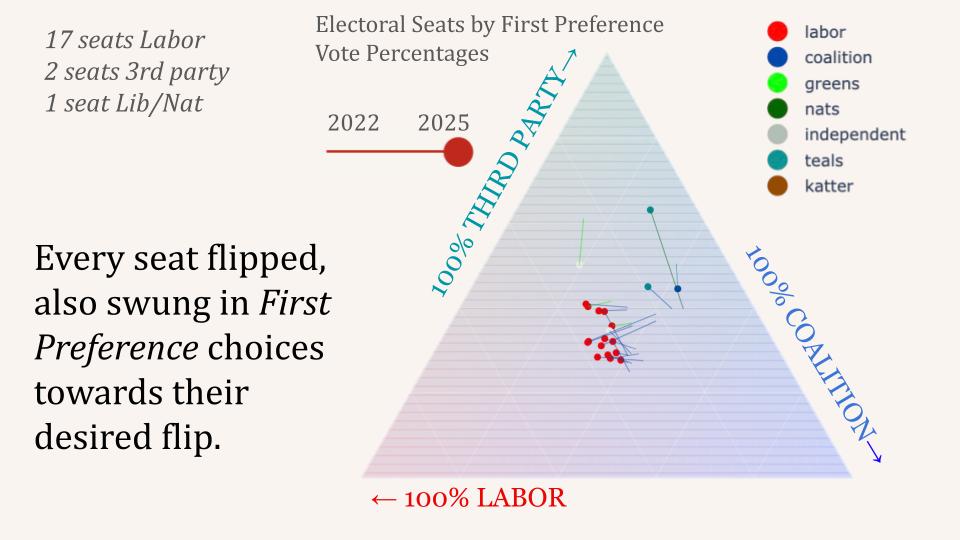 17 seats Labor
2 seats 3rd party
1 seat Lib/Nat
Electoral Seats by First Preference
Vote Percentages
2022 2025
100% THIRD PARTY→
100% COALITION→
← 100% LABOR
labor
coalition
greens
nats
independent
teals
katter
Every seat flipped,
also swung in First
Preference choices
towards their
desired flip.